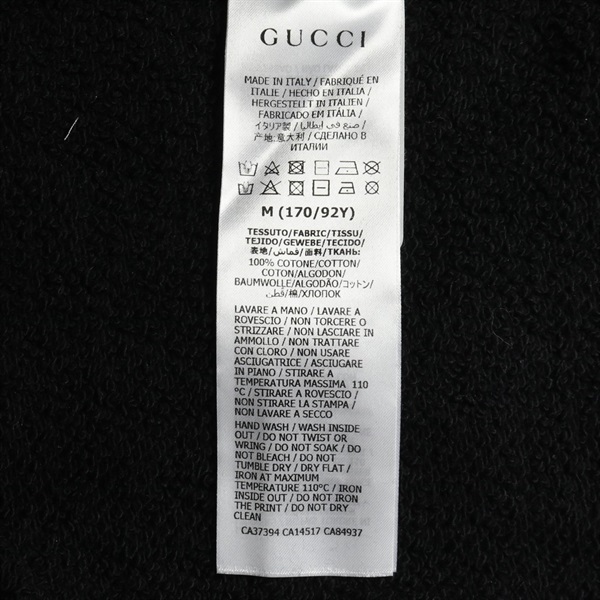 GUCCI
MADE IN ITALY / FABRIQUÉ EN
ITALIE / HECHO EN ITALIA /
HERGESTELLT IN ITALIEN /
FABRICADO EM ITÁLIA /
イタリア製 / صنع في إيطاليا /
产地:意大利 / СДЕЛАНО В
ИТАЛИИ
M (170/92Y)
TESSUTO/FABRIC/TISSU/
TEJIDO/GEWEBE/TECIDO/
表地/قماش/面料/ТКАНЬ:
100% COTONE/COTTON/
COTON/ALGODON/
BAUMWOLLE/ALGODÃO/コットン/
قطن/棉/ХЛОПОК
LAVARE A MANO / LAVARE A
ROVESCIO / NON TORCERE O
STRIZZARE / NON LASCIARE IN
AMMOLLO / NON TRATTARE
CON CLORO / NON USARE
ASCIUGATRICE / ASCIUGARE
IN PIANO / STIRARE A
TEMPERATURA MASSIMA 110
°C / STIRARE A ROVESCIO /
NON STIRARE LA STAMPA /
NON LAVARE A SECCO
HAND WASH / WASH INSIDE
OUT / DO NOT TWIST OR
WRING / DO NOT SOAK / DO
NOT BLEACH / DO NOT
TUMBLE DRY / DRY FLAT /
IRON AT MAXIMUM
TEMPERATURE 110°C / IRON
INSIDE OUT / DO NOT IRON
THE PRINT / DO NOT DRY
CLEAN
CA37394 CA14517 CA84937